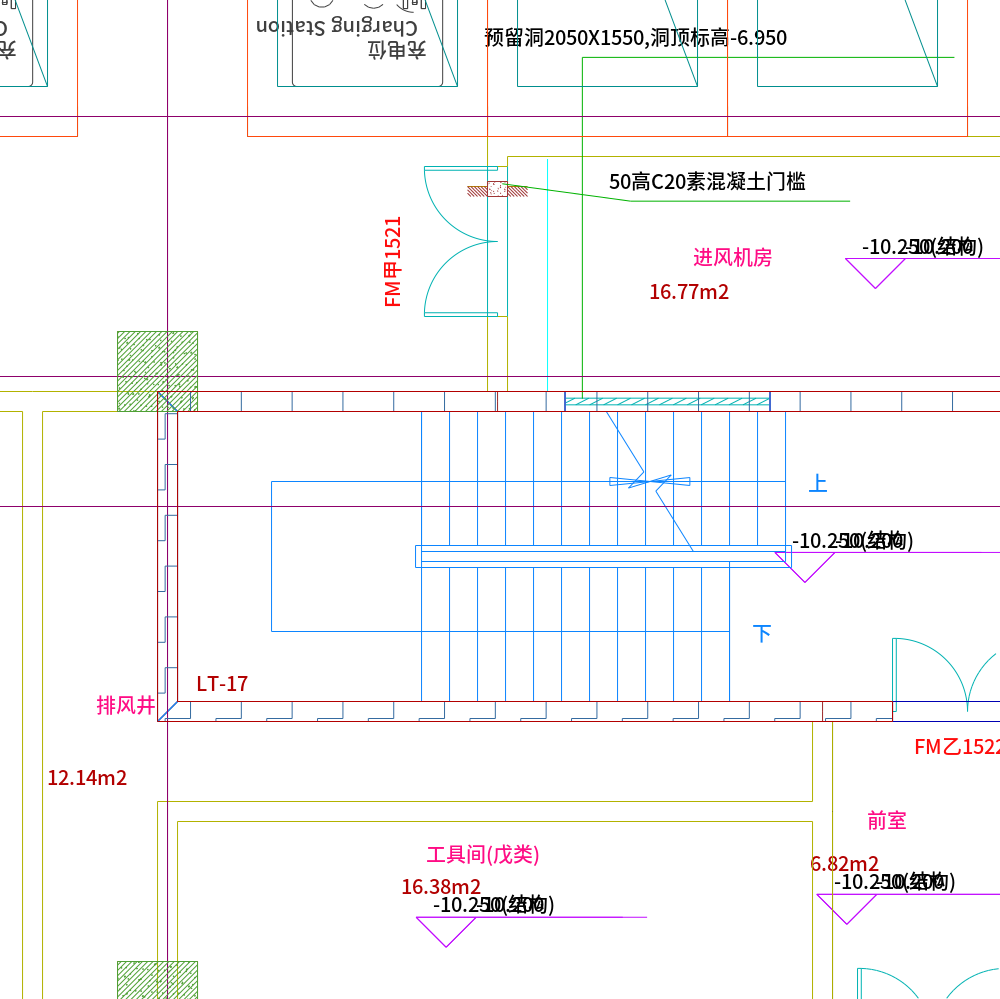 Charging Station
充电位
充
预留洞2050X1550,洞顶标高-6.950
50高C20素混凝土门槛
FM甲1521
进风机房
16.77m2
-10.250(结构)
上
-10.250(结构)
下
LT-17
排风井
FM乙1522
12.14m2
前室
工具间(戊类)
6.82m2
16.38m2
-10.250(结构)
-10.250(结构)